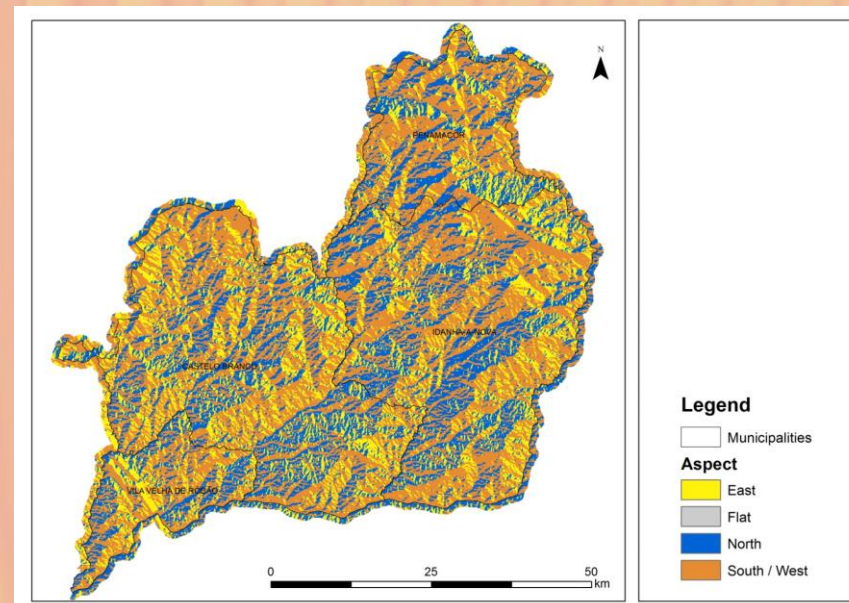 N
PENAMACOR
IDANHA-A-NOVA
CASTELO BRANCO
VILA VELHA DE RODÃO
0 25 50
km
Legend
Municipalities
Aspect
East
Flat
North
South / West